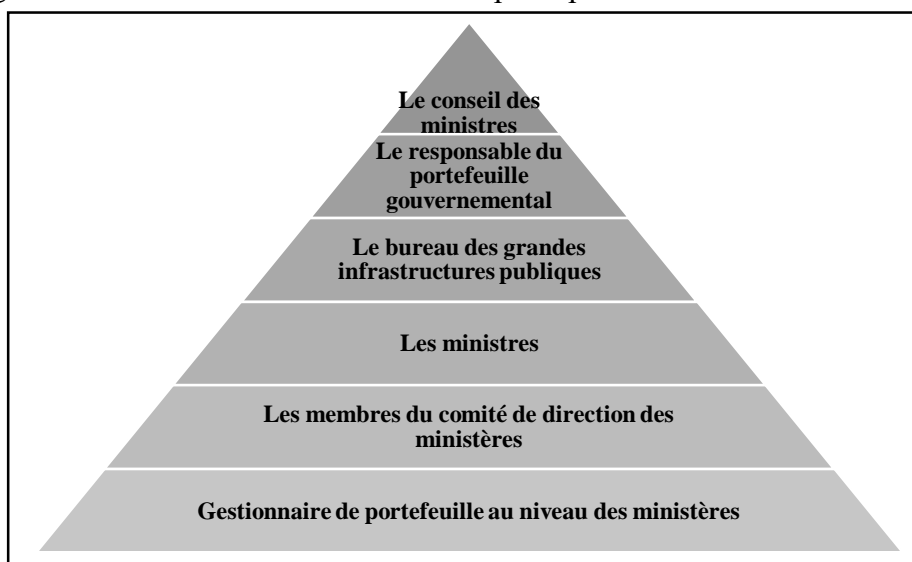 Le conseil des
ministres
Le responsable du
portefeuille
gouvernemental
Le bureau des grandes
infrastructures publiques
Les ministres
Les membres du comité de direction des
ministères
Gestionnaire de portefeuille au niveau des ministères